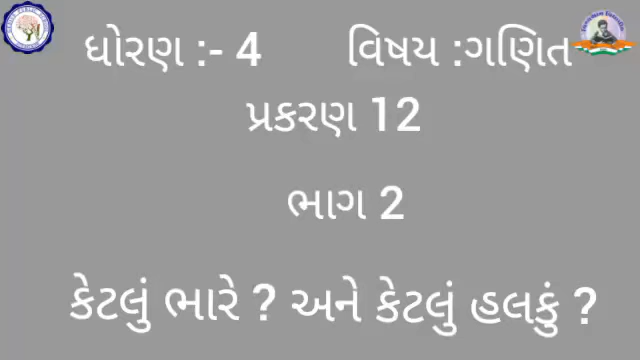 ધોરણ :- 4 વિષય :ગણિત
પ્રકરણ 12
ભાગ 2
કેટલું ભારે ? અને કેટલું હલકું ?